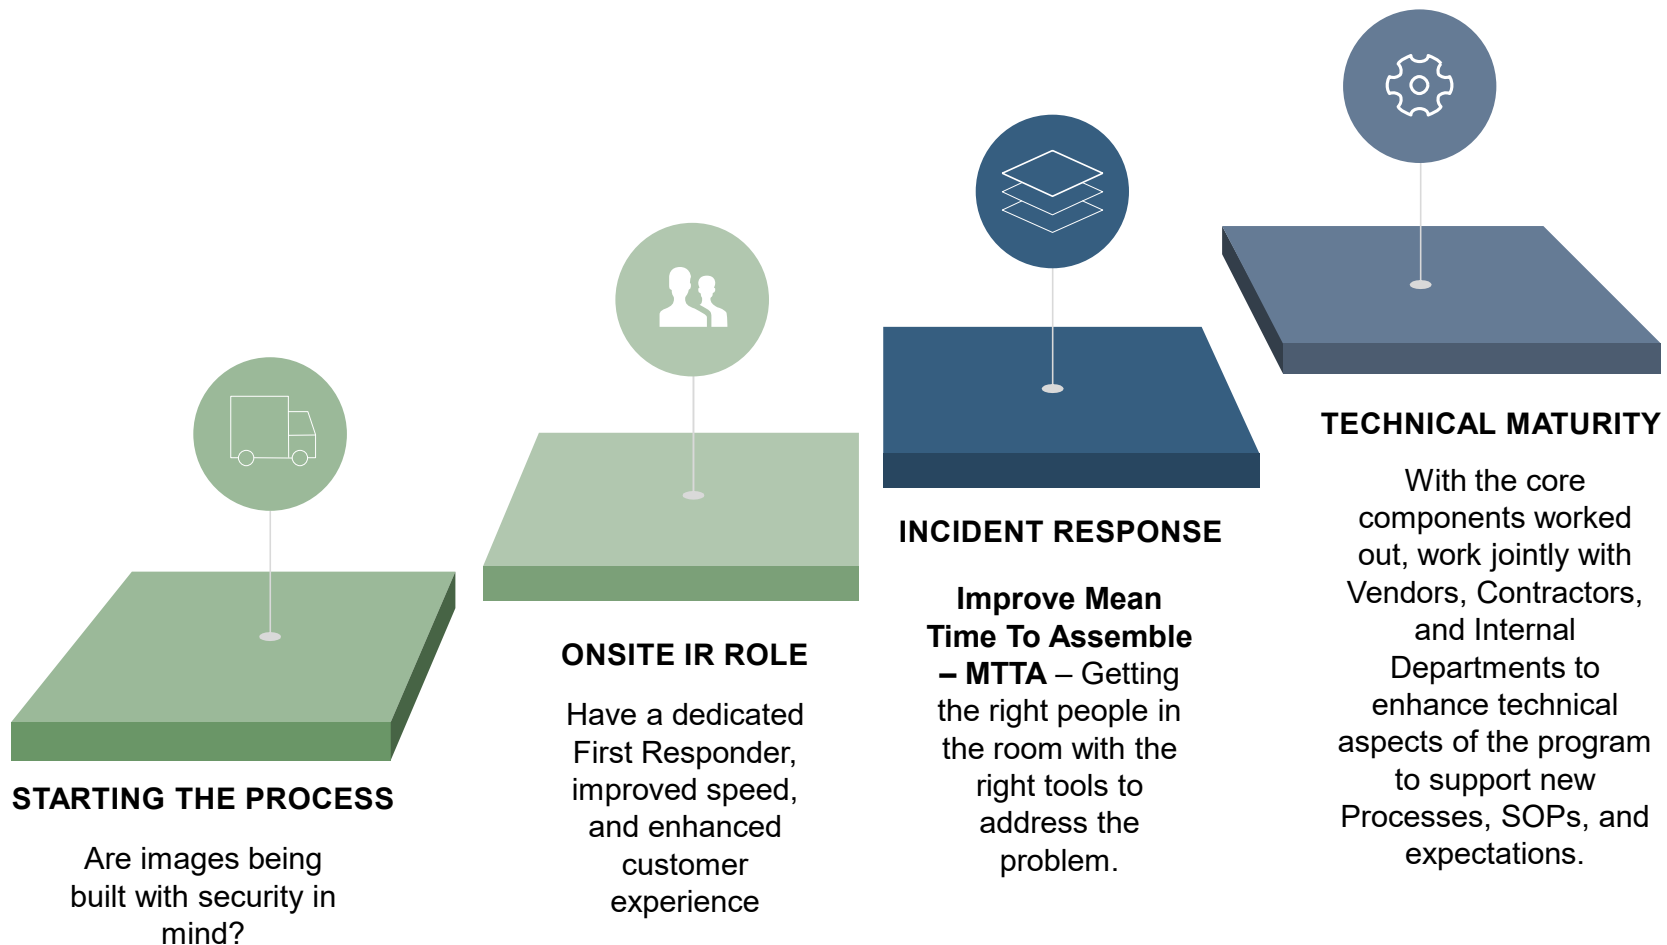 STARTING THE PROCESS
Are images being
built with security in
mind?
ONSITE IR ROLE
Have a dedicated
First Responder,
improved speed,
and enhanced
customer
experience
INCIDENT RESPONSE
Improve Mean
Time To Assemble
– MTTA – Getting
the right people in
the room with the
right tools to
address the
problem.
TECHNICAL MATURITY
With the core
components worked
out, work jointly with
Vendors, Contractors,
and Internal
Departments to
enhance technical
aspects of the program
to support new
Processes, SOPs, and
expectations.